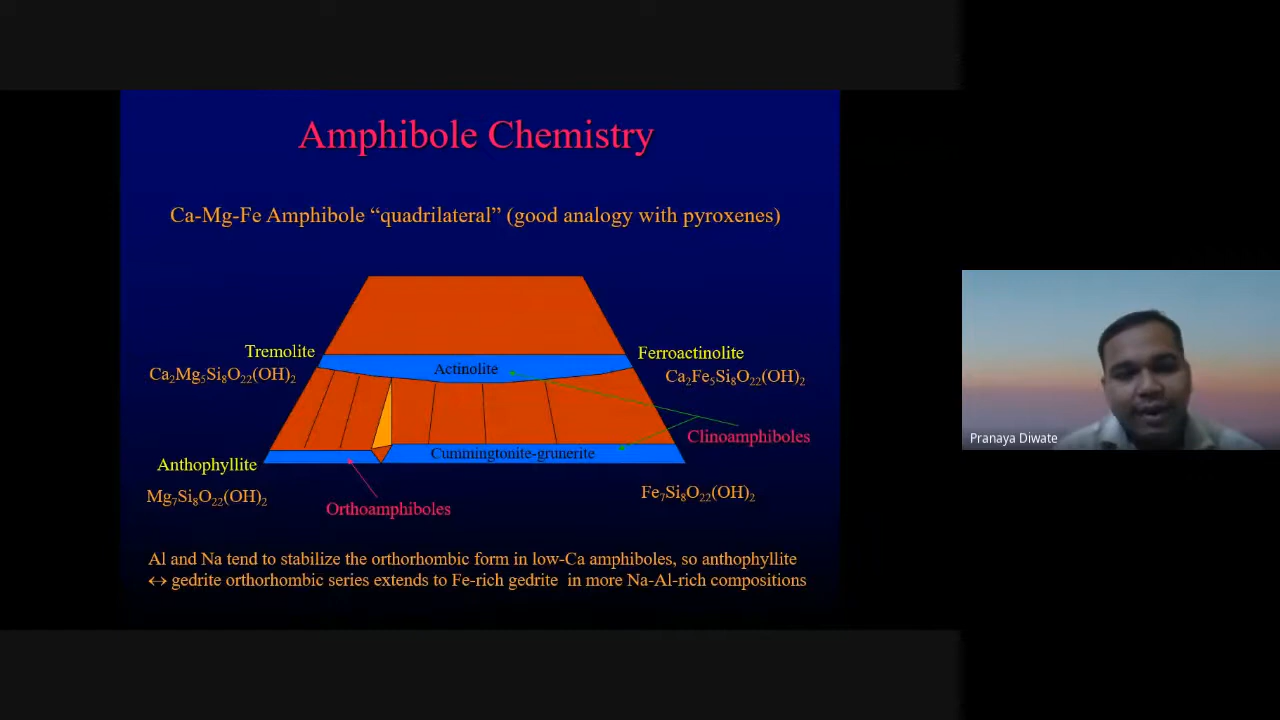 Amphibole Chemistry
Ca-Mg-Fe Amphibole “quadrilateral” (good analogy with pyroxenes)
Tremolite
Ferroactinolite
Actinolite
Ca₂Mg₅Si₈O₂₂(OH)₂
Ca₂Fe₅Si₈O₂₂(OH)₂
Clinoamphiboles
Pranaya Diwate
Cummingtonite-grunerite
Anthophyllite
Mg₇Si₈O₂₂(OH)₂
Fe₇Si₈O₂₂(OH)₂
Orthoamphiboles
Al and Na tend to stabilize the orthorhombic form in low-Ca amphiboles, so anthophyllite
↔ gedrite orthorhombic series extends to Fe-rich gedrite in more Na-Al-rich compositions